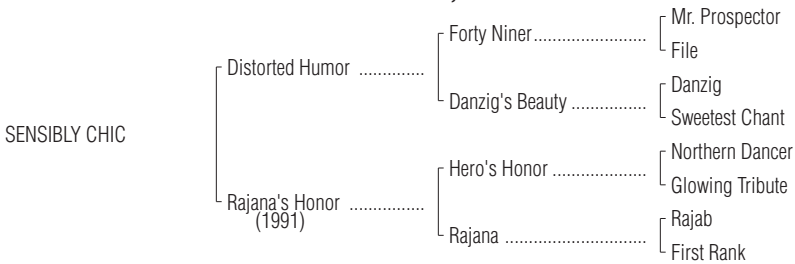 Mr. Prospector
Forty Niner
File
Distorted Humor
Danzig
Danzig's Beauty
Sweetest Chant
SENSIBLY CHIC
Northern Dancer
Hero's Honor
Glowing Tribute
Rajana's Honor
(1991)
Rajab
Rajana
First Rank